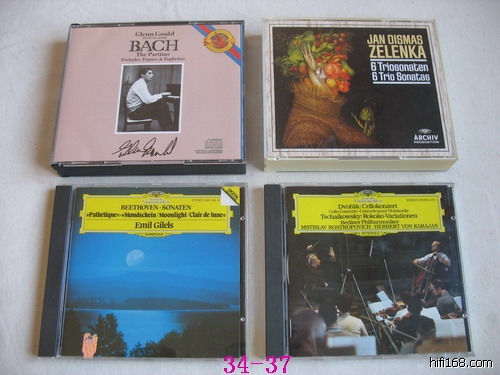 Glenn Gould
BACH
The Partitas
Preludes, Fugues & Fughettas
JAN DISMAS
ZELENKA
6 Triosonaten
6 Trio Sonatas
ARCHIV
PRODUKTION
BEETHOVEN · SONATEN
»Pathétique«·»Mondschein/Moonlight/Clair de lune«
Emil Gilels
Dvořák: Cellokonzert
Cello Concerto · Concerto pour Violoncelle
Tschaikowsky: Rokoko-Variationen
Berliner Philharmoniker
MSTISLAV ROSTROPOVICH · HERBERT VON KARAJAN
STEREO
34-37
hifi168.com